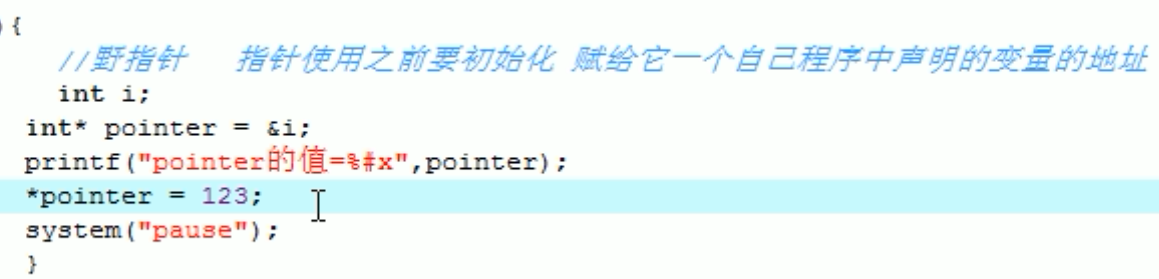 ){
//野指针 指针使用之前要初始化 赋给它一个自己程序中声明的变量的地址
int i;
int* pointer = &i;
printf("pointer的值=%#x",pointer);
*pointer = 123;
system("pause");
}